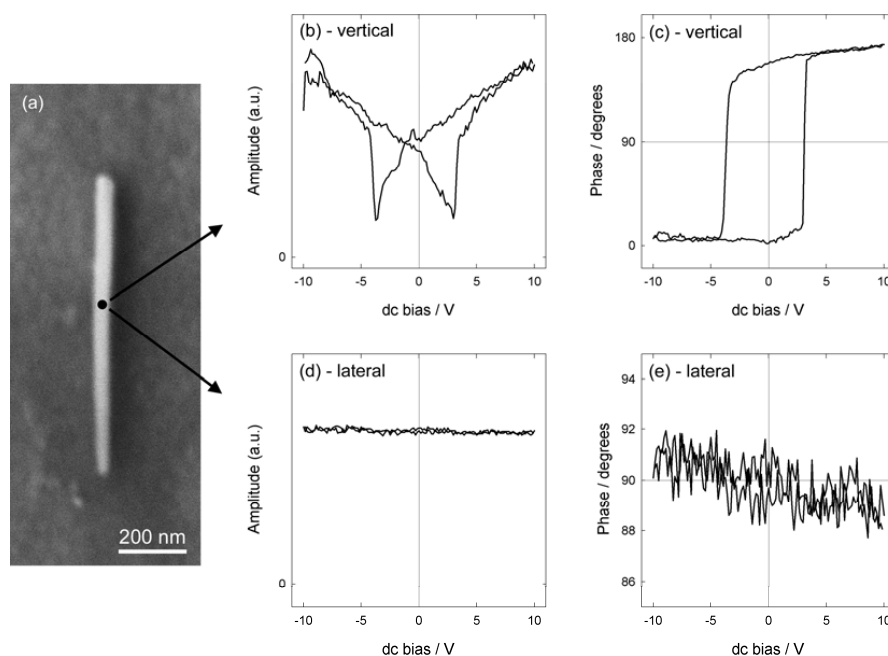 (a)
200 nm
(b) - vertical
Amplitude (a.u.)
0
-10 -5 0 5 10
dc bias / V
(c) - vertical
Phase / degrees
180
90
0
-10 -5 0 5 10
dc bias / V
(d) - lateral
Amplitude (a.u.)
0
-10 -5 0 5 10
dc bias / V
(e) - lateral
Phase / degrees
94
92
90
88
86
-10 -5 0 5 10
dc bias / V